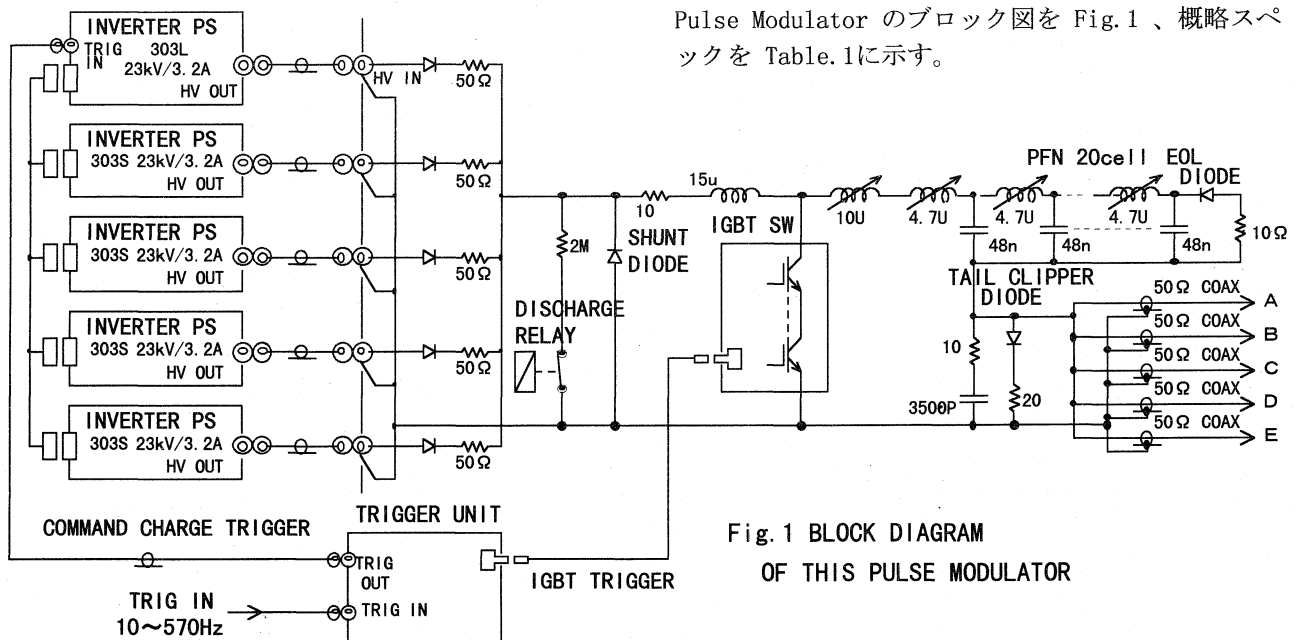 Pulse Modulator のブロック図を Fig.1 、概略スペ
ックを Table.1に示す。
INVERTER PS
TRIG IN
303L
23kV/3.2A
HV OUT
HV IN
50Ω
INVERTER PS
303S 23kV/3.2A
HV OUT
50Ω
INVERTER PS
303S 23kV/3.2A
HV OUT
50Ω
INVERTER PS
303S 23kV/3.2A
HV OUT
50Ω
INVERTER PS
303S 23kV/3.2A
HV OUT
50Ω
2M
DISCHARGE
RELAY
SHUNT
DIODE
10
15u
IGBT SW
10U
4.7U
4.7U
4.7U
PFN 20cell EOL
DIODE
48n
48n
48n
10Ω
TAIL CLIPPER
DIODE
10
3500P
20
50Ω COAX
A
50Ω COAX
B
50Ω COAX
C
50Ω COAX
D
50Ω COAX
E
COMMAND CHARGE TRIGGER
TRIGGER UNIT
TRIG
OUT
IGBT TRIGGER
TRIG IN
10～570Hz
TRIG IN
Fig.1 BLOCK DIAGRAM
OF THIS PULSE MODULATOR